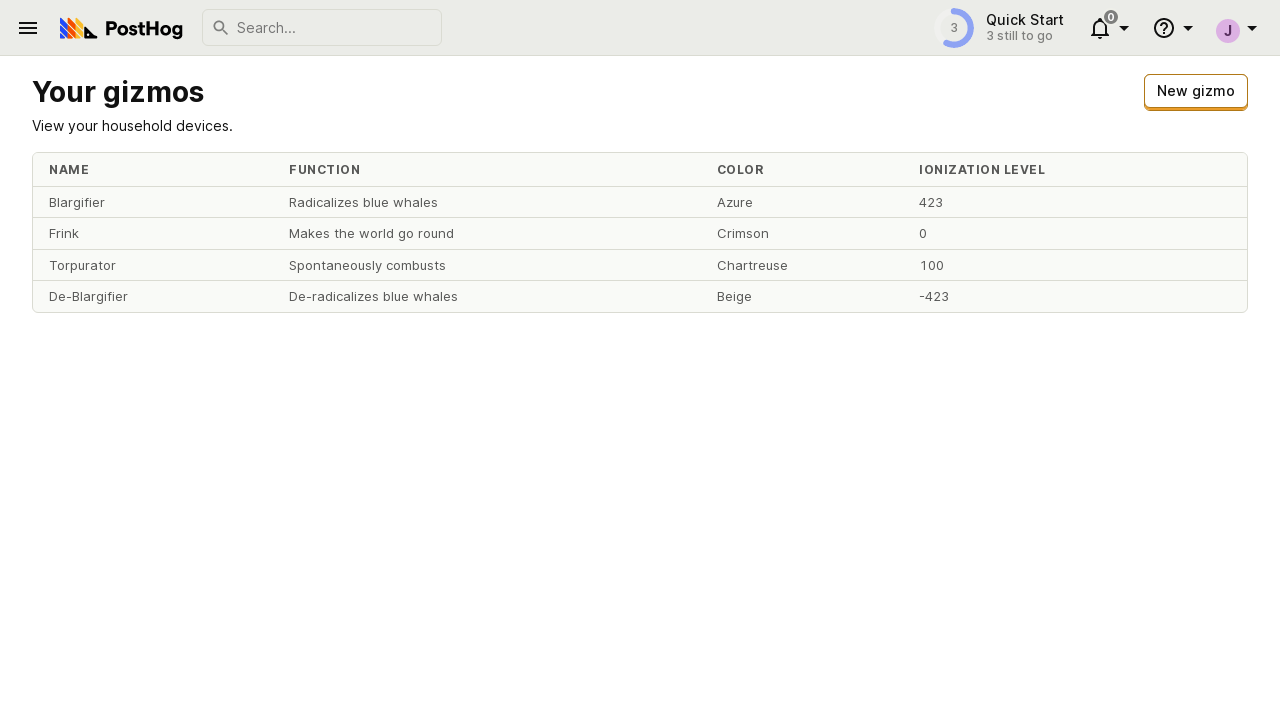 PostHog
Search...
3
Quick Start
3 still to go
0
J
Your gizmos
New gizmo
View your household devices.
NAME FUNCTION COLOR IONIZATION LEVEL
Blargifier Radicalizes blue whales Azure 423
Frink Makes the world go round Crimson 0
Torpurator Spontaneously combusts Chartreuse 100
De-Blargifier De-radicalizes blue whales Beige -423